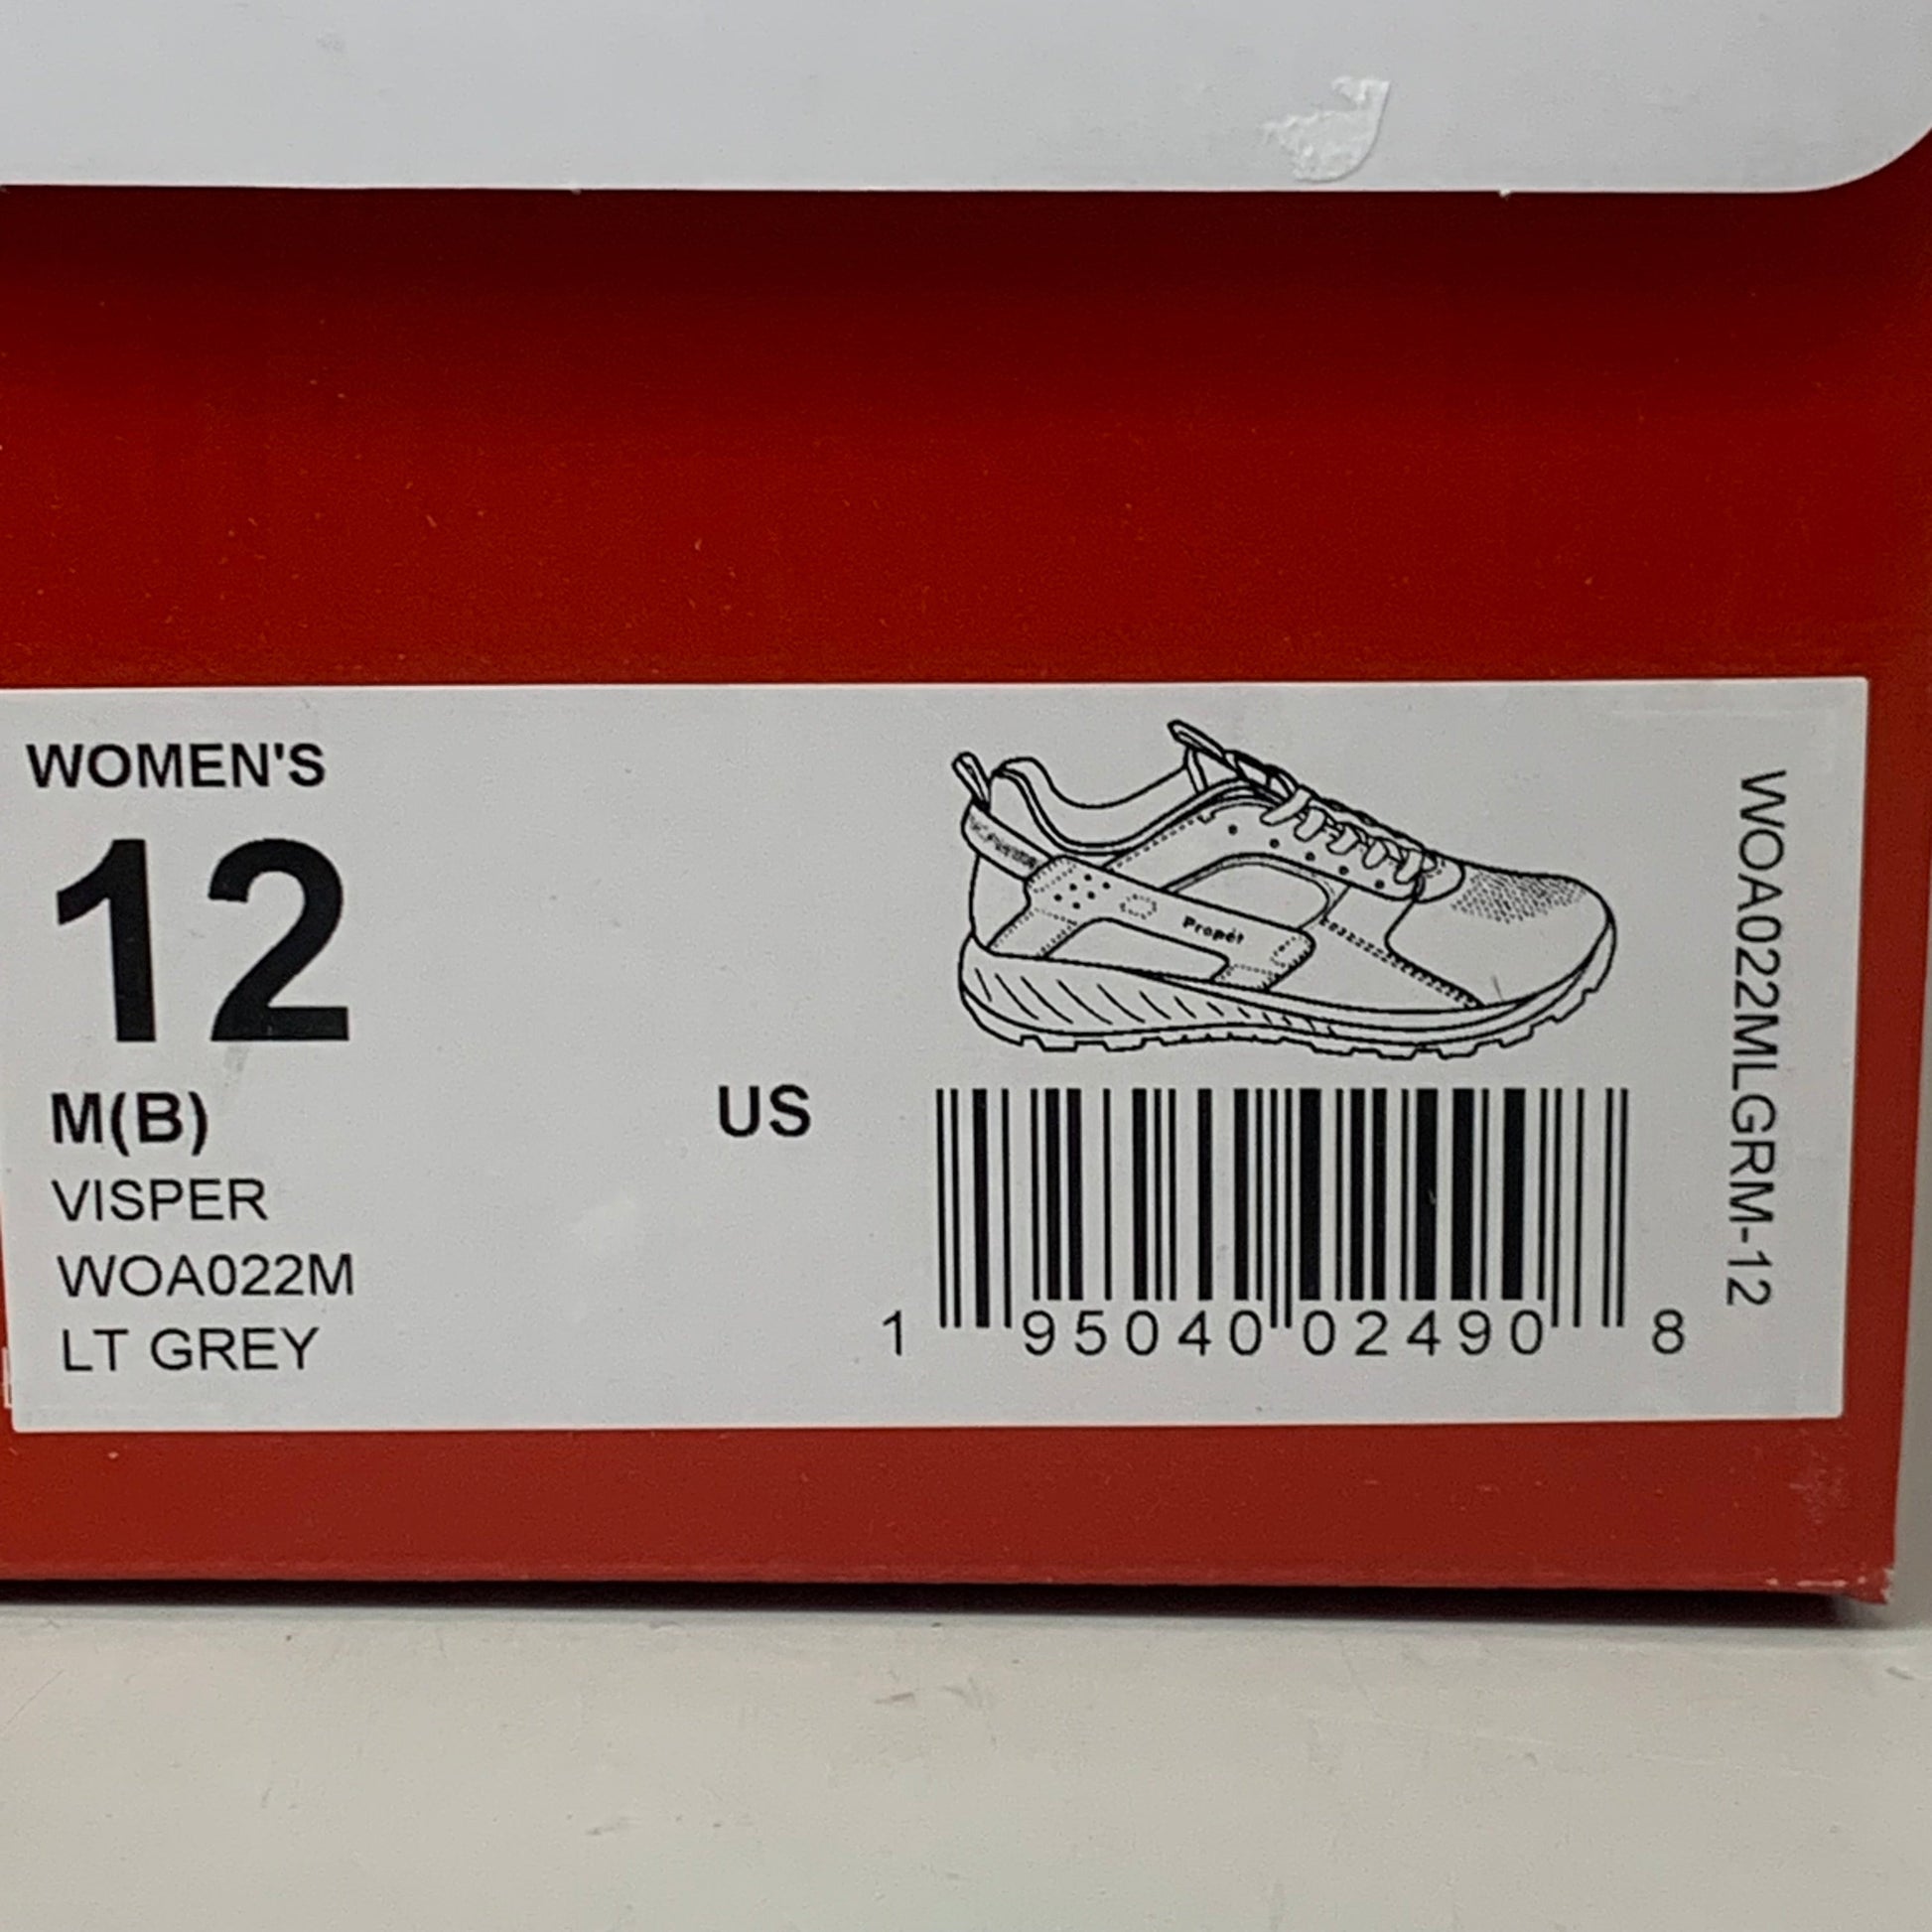 WOMEN'S
12
M(B)
US
VISPER
WOA022M
LT GREY
Propét
1 95040 02490 8
WOA022MLGRM-12